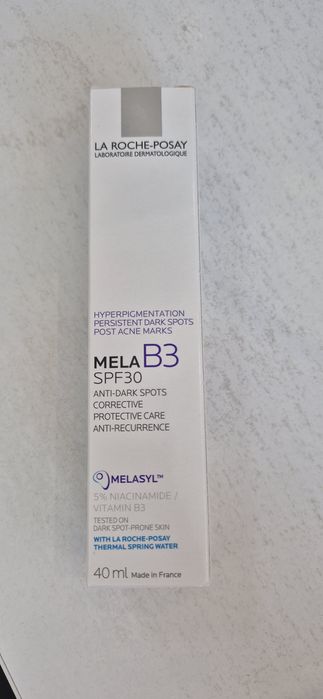 LA ROCHE-POSAY
LABORATOIRE DERMATOLOGIQUE
HYPERPIGMENTATION
PERSISTENT DARK SPOTS
POST ACNE MARKS
MELA B3
SPF30
ANTI-DARK SPOTS
CORRECTIVE
PROTECTIVE CARE
ANTI-RECURRENCE
MELASYL™
5% NIACINAMIDE /
VITAMIN B3
TESTED ON
DARK SPOT-PRONE SKIN
WITH LA ROCHE-POSAY
THERMAL SPRING WATER
40 ml Made in France